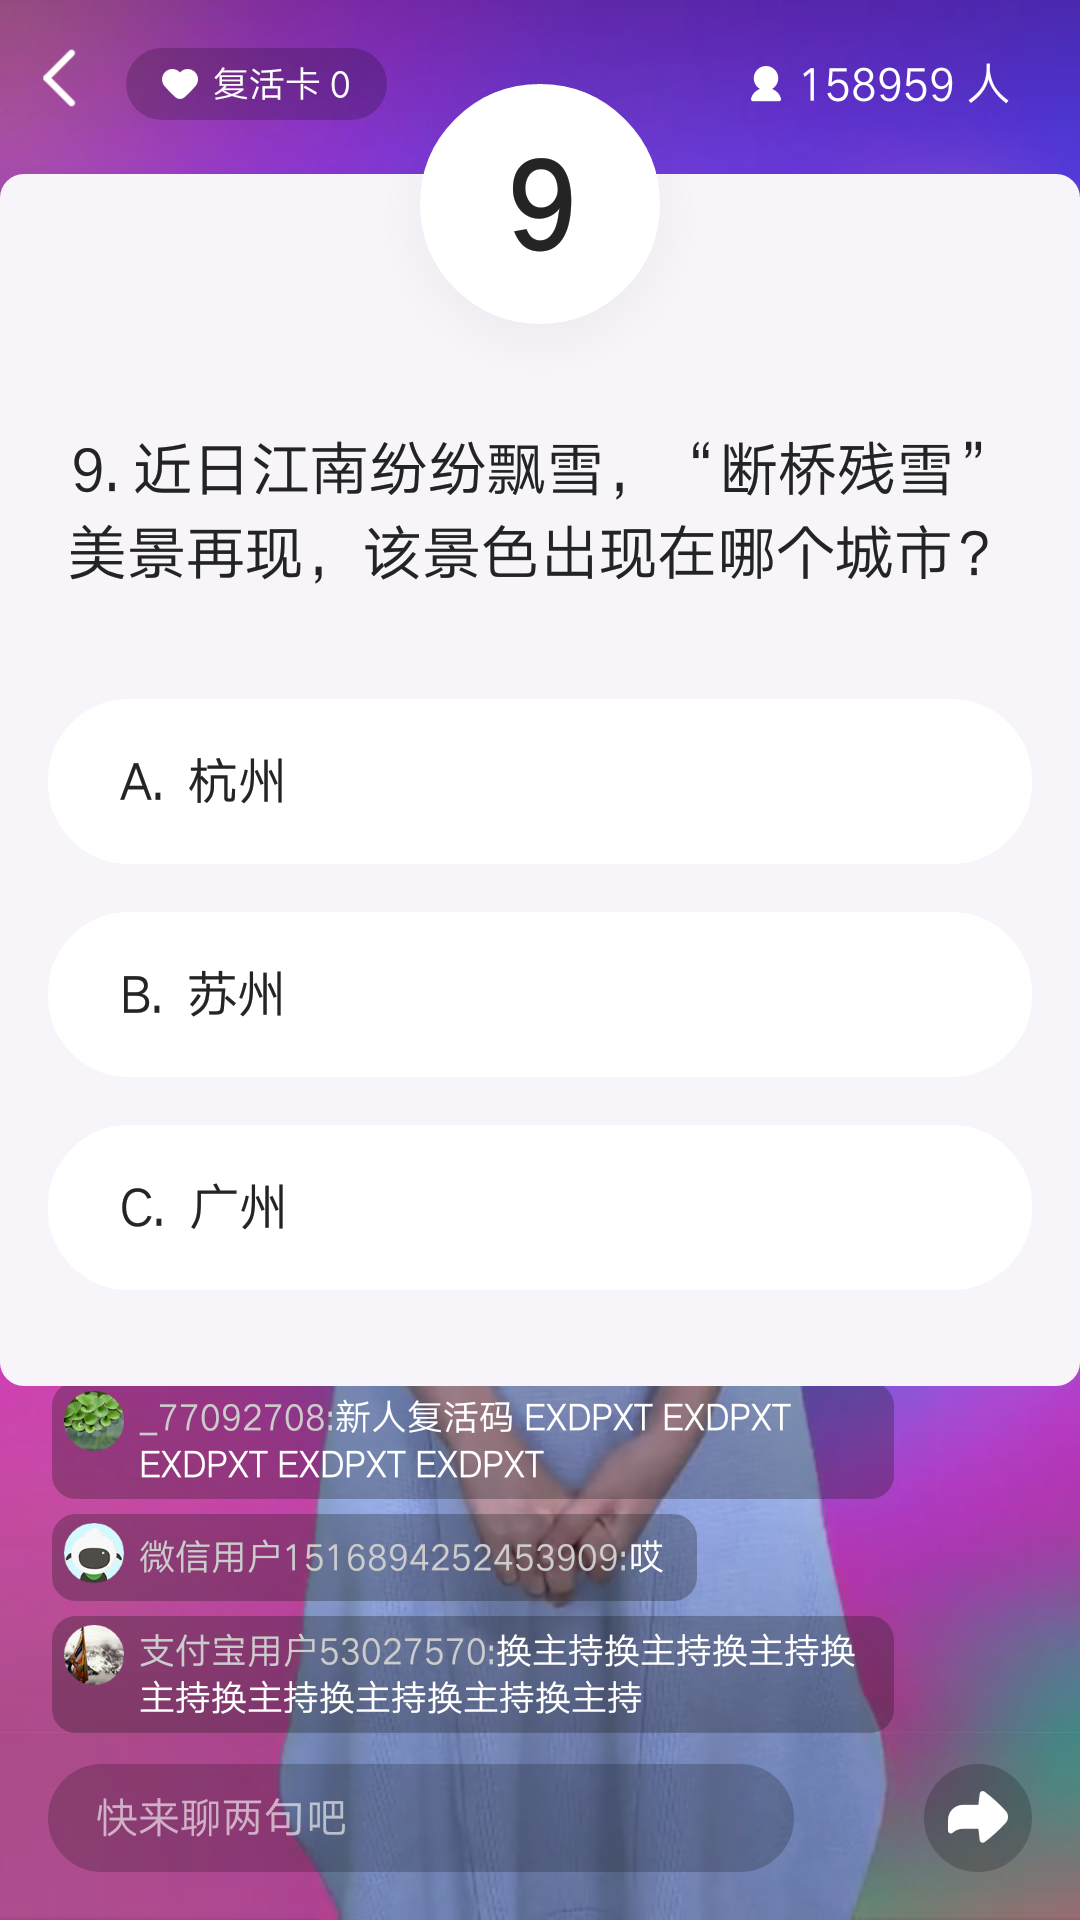 复活卡 0
158959 人
9
9. 近日江南纷纷飘雪，“断桥残雪”
美景再现，该景色出现在哪个城市？
A. 杭州
B. 苏州
C. 广州
_77092708:新人复活码 EXDPXT EXDPXT
EXDPXT EXDPXT EXDPXT
微信用户1516894252453909:哎
支付宝用户53027570:换主持换主持换主持换
主持换主持换主持换主持换主持
快来聊两句吧